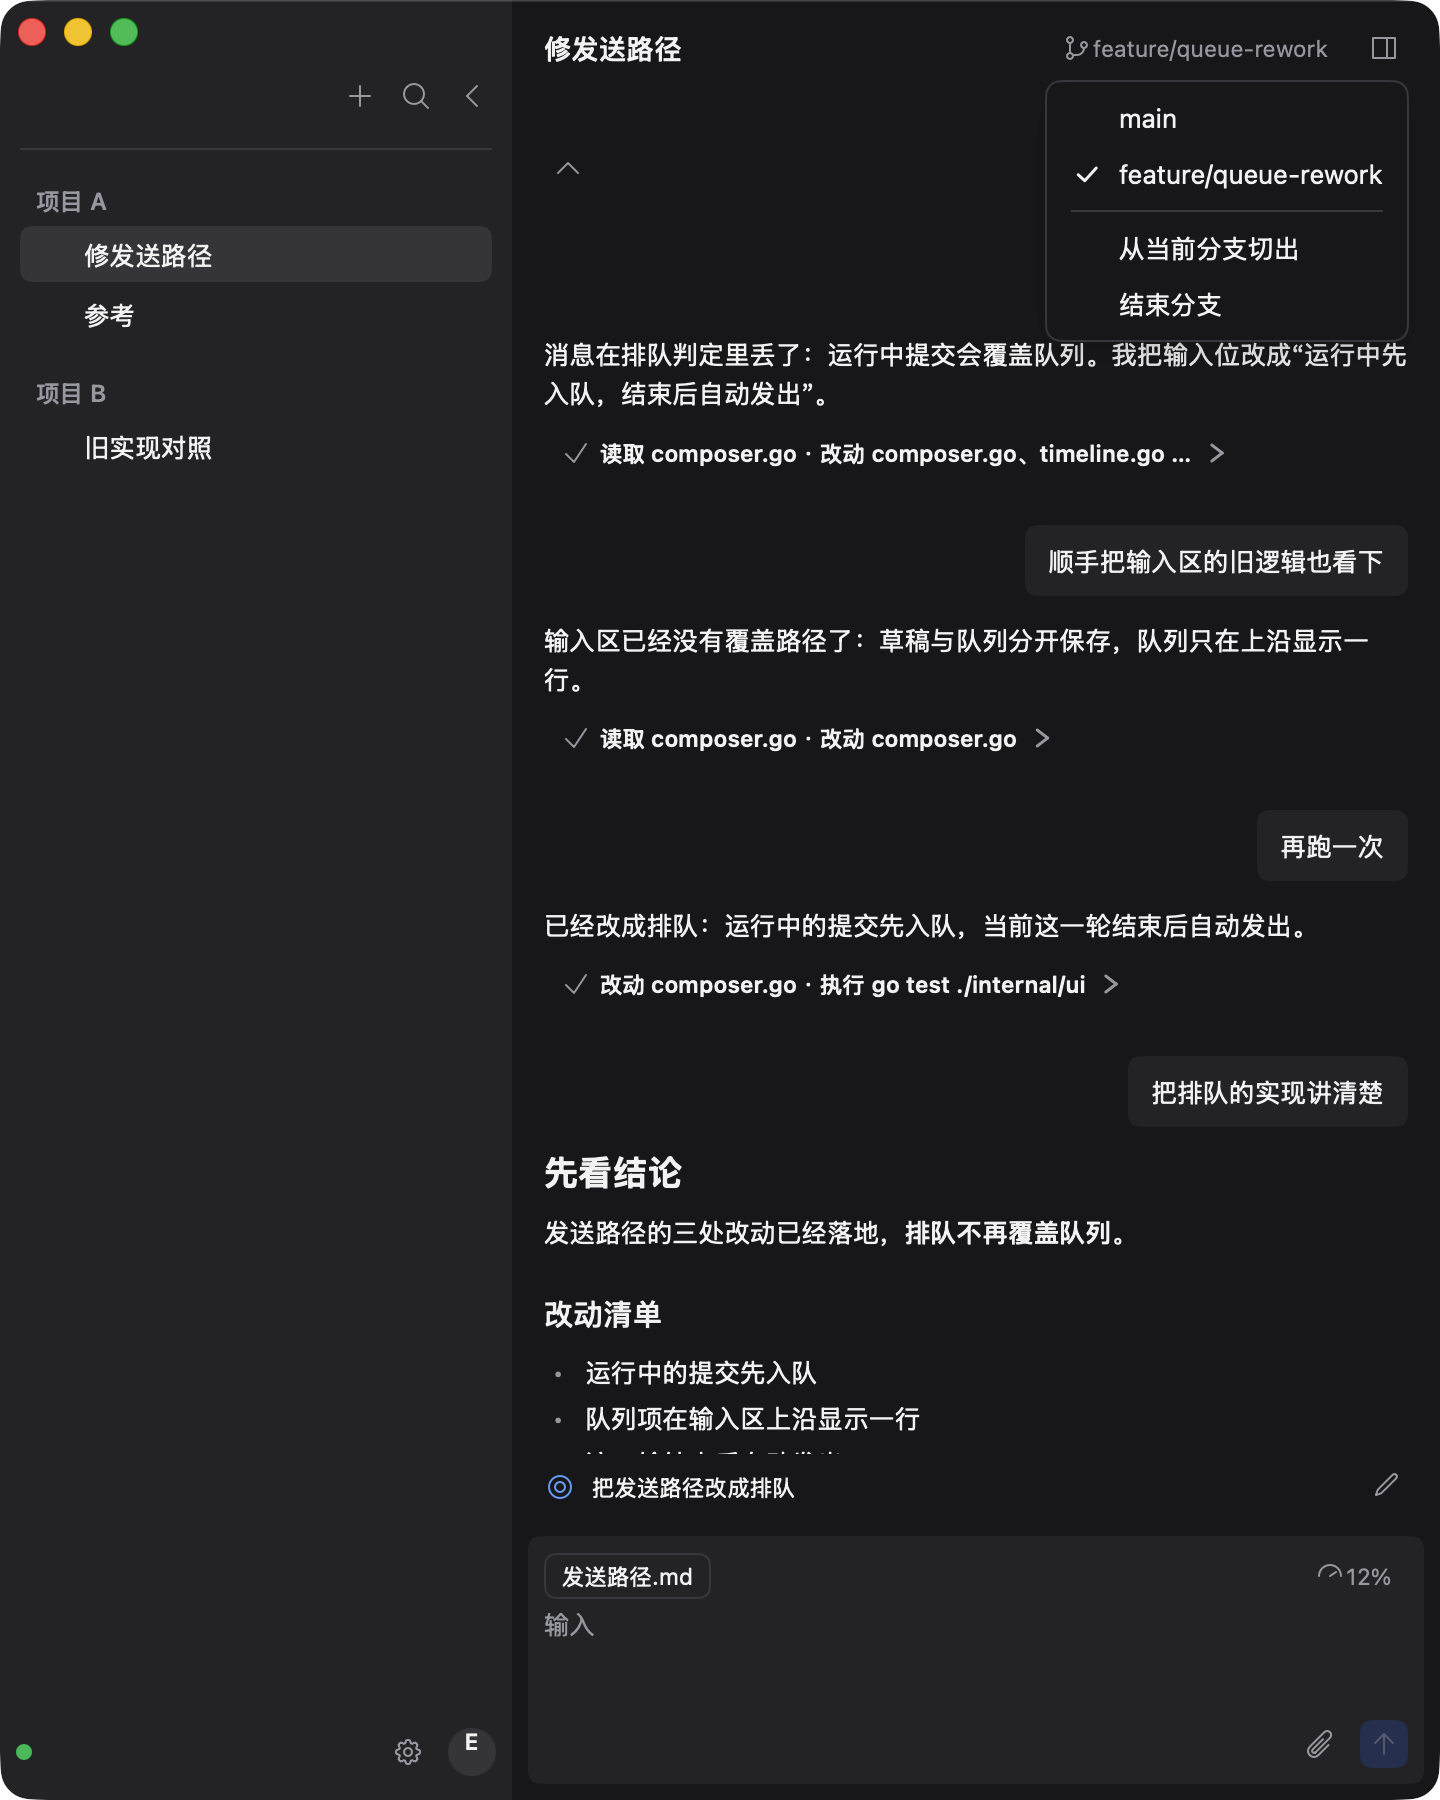 修发送路径
feature/queue-rework
main
feature/queue-rework
从当前分支切出
结束分支
项目 A
修发送路径
参考
项目 B
旧实现对照
消息在排队判定里丢了：运行中提交会覆盖队列。我把输入位改成“运行中先
入队，结束后自动发出”。
读取 composer.go · 改动 composer.go、timeline.go ...
顺手把输入区的旧逻辑也看下
输入区已经没有覆盖路径了：草稿与队列分开保存，队列只在上沿显示一
行。
读取 composer.go · 改动 composer.go
再跑一次
已经改成排队：运行中的提交先入队，当前这一轮结束后自动发出。
改动 composer.go · 执行 go test ./internal/ui
把排队的实现讲清楚
先看结论
发送路径的三处改动已经落地，排队不再覆盖队列。
改动清单
• 运行中的提交先入队
• 队列项在输入区上沿显示一行
把发送路径改成排队
发送路径.md
12%
输入
E